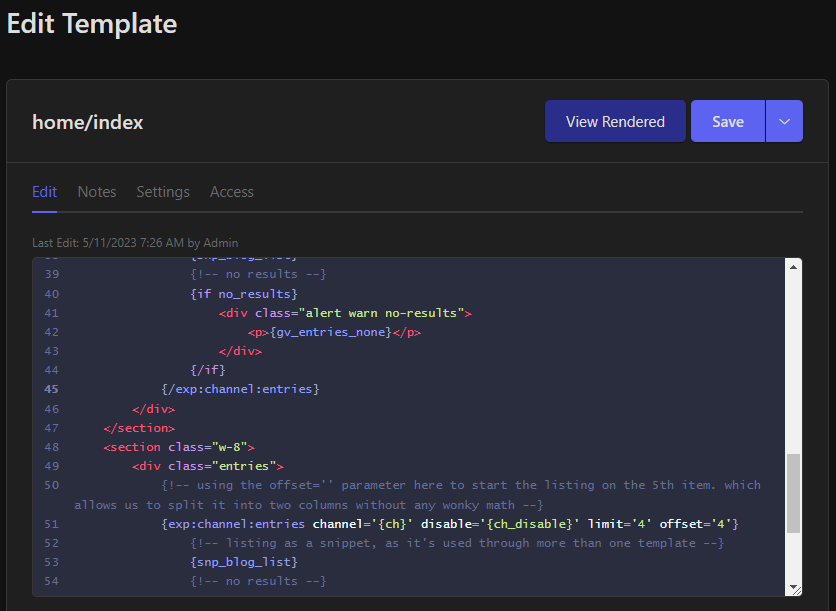 Edit Template
home/index
View Rendered
Save
Edit Notes Settings Access
Last Edit: 5/11/2023 7:26 AM by Admin
39 {!-- no results --}
40 {if no_results}
41 <div class="alert warn no-results">
42 <p>{gv_entries_none}</p>
43 </div>
44 {/if}
45 {/exp:channel:entries}
46 </div>
47 </section>
48 <section class="w-8">
49 <div class="entries">
50 {!-- using the offset='' parameter here to start the listing on the 5th item. which
allows us to split it into two columns without any wonky math --}
51 {exp:channel:entries channel='{ch}' disable='{ch_disable}' limit='4' offset='4'}
52 {!-- listing as a snippet, as it's used through more than one template --}
53 {snp_blog_list}
54 {!-- no results --}